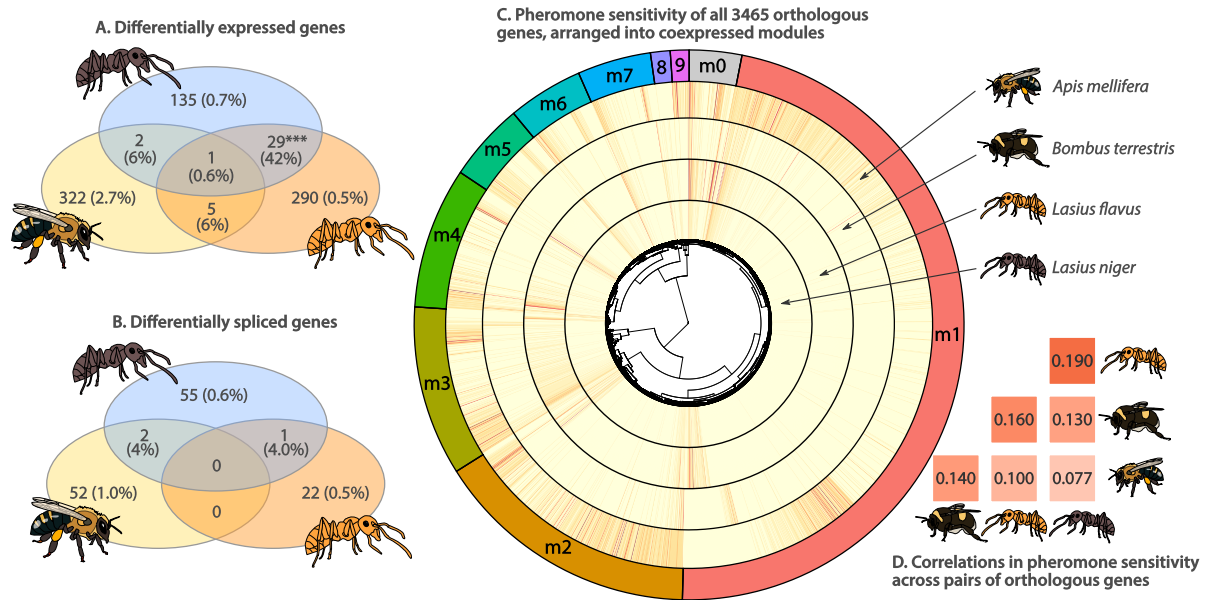 A. Differentially expressed genes
135 (0.7%)
2
(6%)
29***
(42%)
1
(0.6%)
322 (2.7%)
290 (0.5%)
5
(6%)
B. Differentially spliced genes
55 (0.6%)
2
(4%)
1
(4.0%)
0
52 (1.0%)
22 (0.5%)
0
C. Pheromone sensitivity of all 3465 orthologous
genes, arranged into coexpressed modules
m0
m1
m2
m3
m4
m5
m6
m7
8
9
Apis mellifera
Bombus terrestris
Lasius flavus
Lasius niger
0.190
0.160 0.130
0.140 0.100 0.077
D. Correlations in pheromone sensitivity
across pairs of orthologous genes